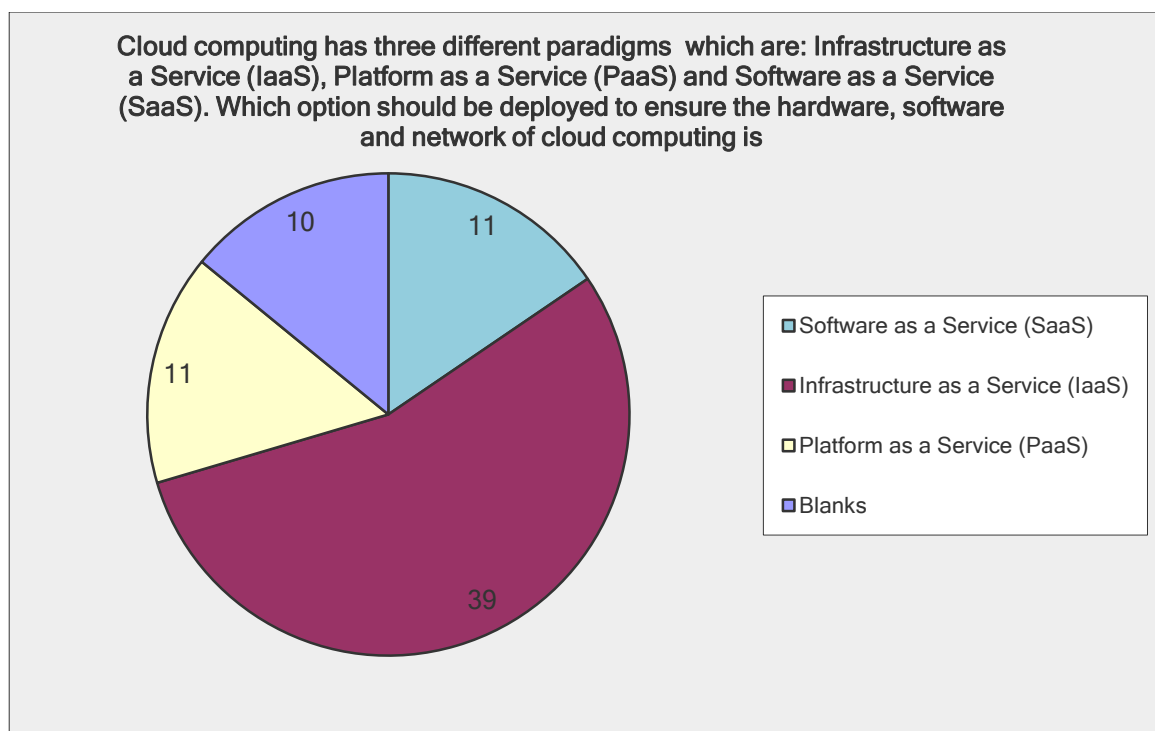 Cloud computing has three different paradigms  which are: Infrastructure as
a Service (IaaS), Platform as a Service (PaaS) and Software as a Service
(SaaS). Which option should be deployed to ensure the hardware, software
and network of cloud computing is
10
11
11
39
Software as a Service (SaaS)
Infrastructure as a Service (IaaS)
Platform as a Service (PaaS)
Blanks